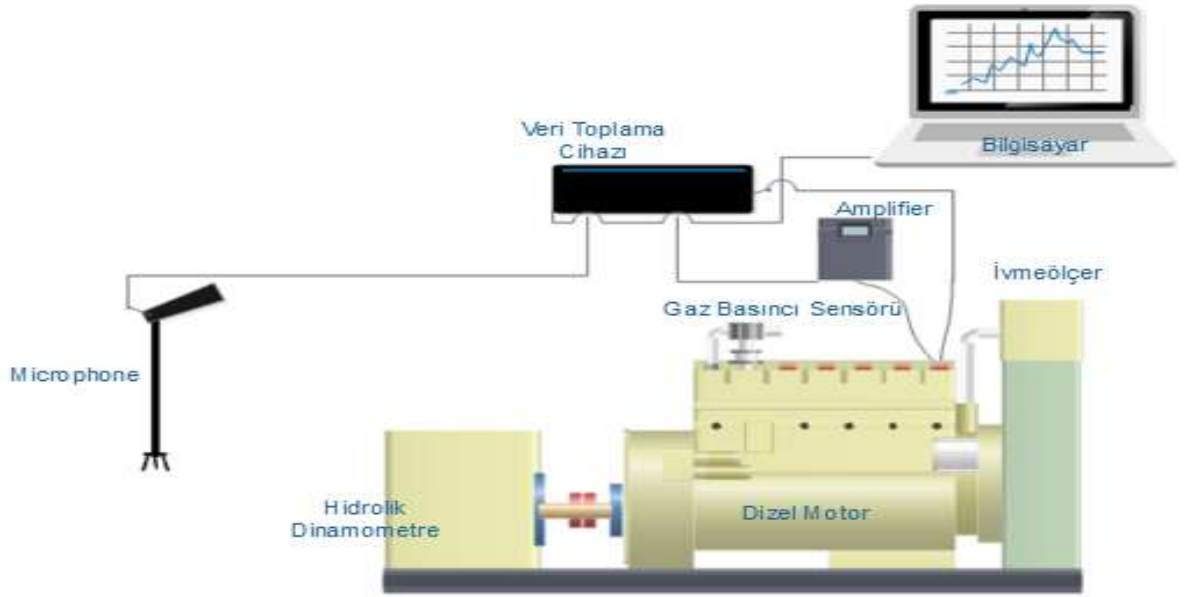 Veri Toplama
Cihazı
Bilgisayar
Amplifier
İvmeölçer
Gaz Basıncı Sensörü
Microphone
Hidrolik
Dinamometre
Dizel Motor